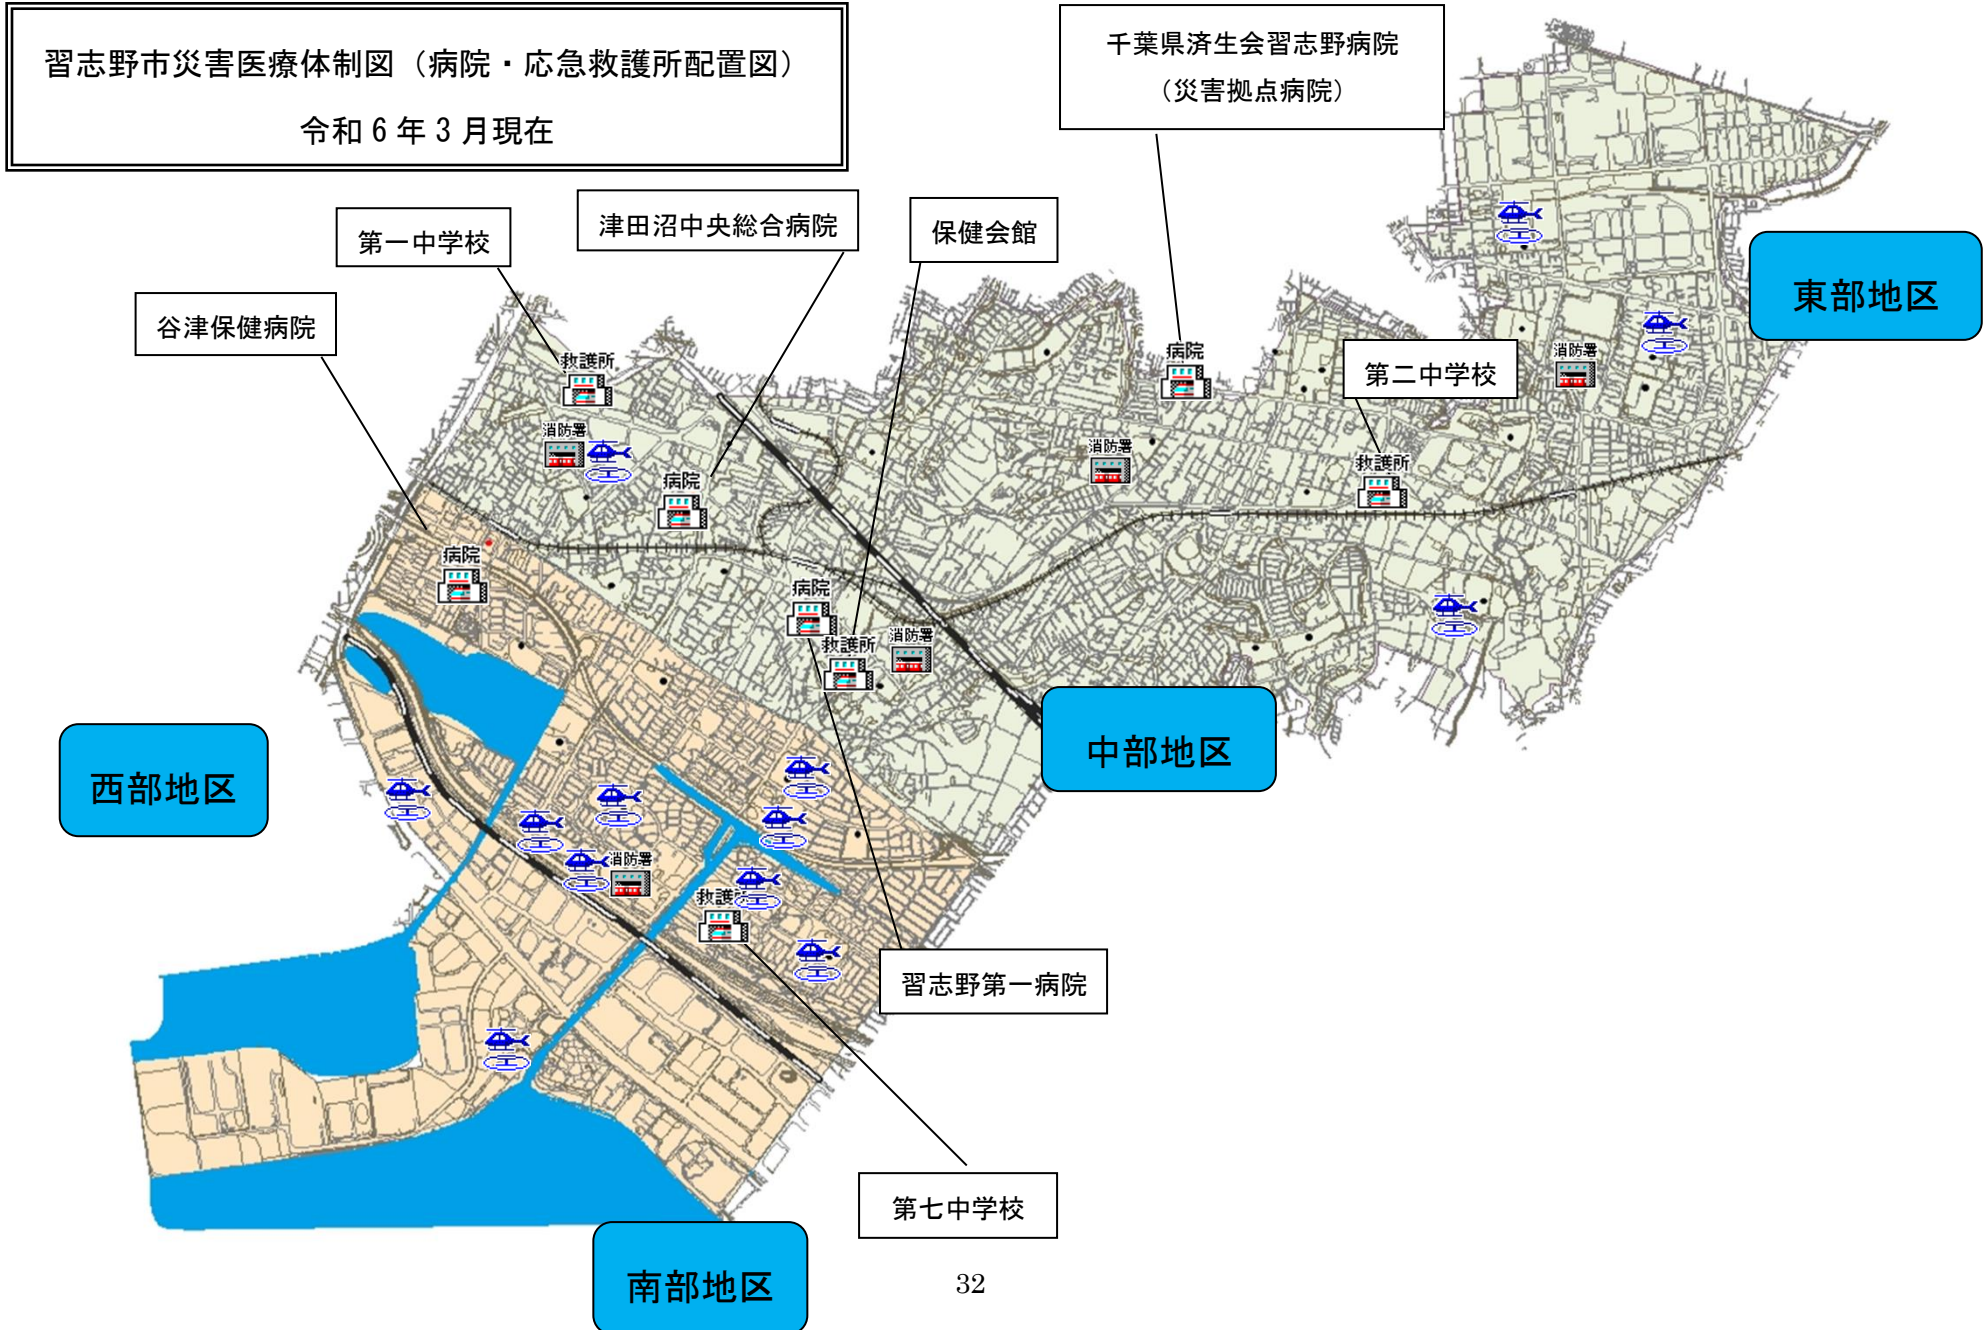 習志野市災害医療体制図（病院・応急救護所配置図）
令和６年３月現在
千葉県済生会習志野病院
（災害拠点病院）
第一中学校
津田沼中央総合病院
保健会館
谷津保健病院
東部地区
第二中学校
救護所
病院
消防署
消防署
病院
消防署
救護所
病院
病院
救護所
消防署
西部地区
中部地区
消防署
救護所
習志野第一病院
第七中学校
南部地区
32